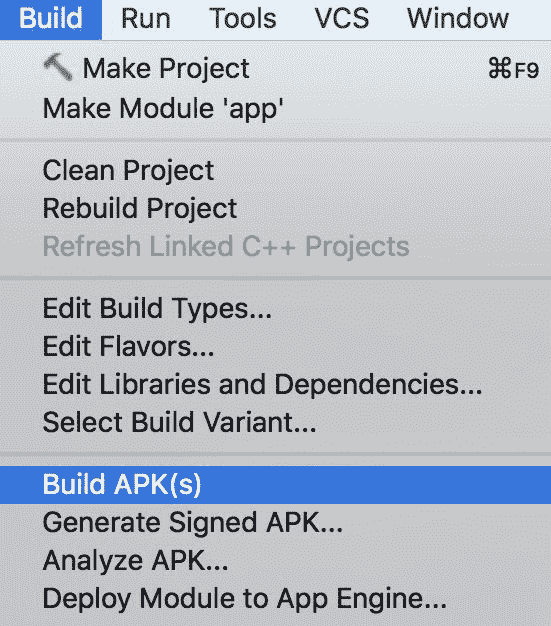 Build Run Tools VCS Window
Make Project ⌘F9
Make Module 'app'
Clean Project
Rebuild Project
Refresh Linked C++ Projects
Edit Build Types...
Edit Flavors...
Edit Libraries and Dependencies...
Select Build Variant...
Build APK(s)
Generate Signed APK...
Analyze APK...
Deploy Module to App Engine...